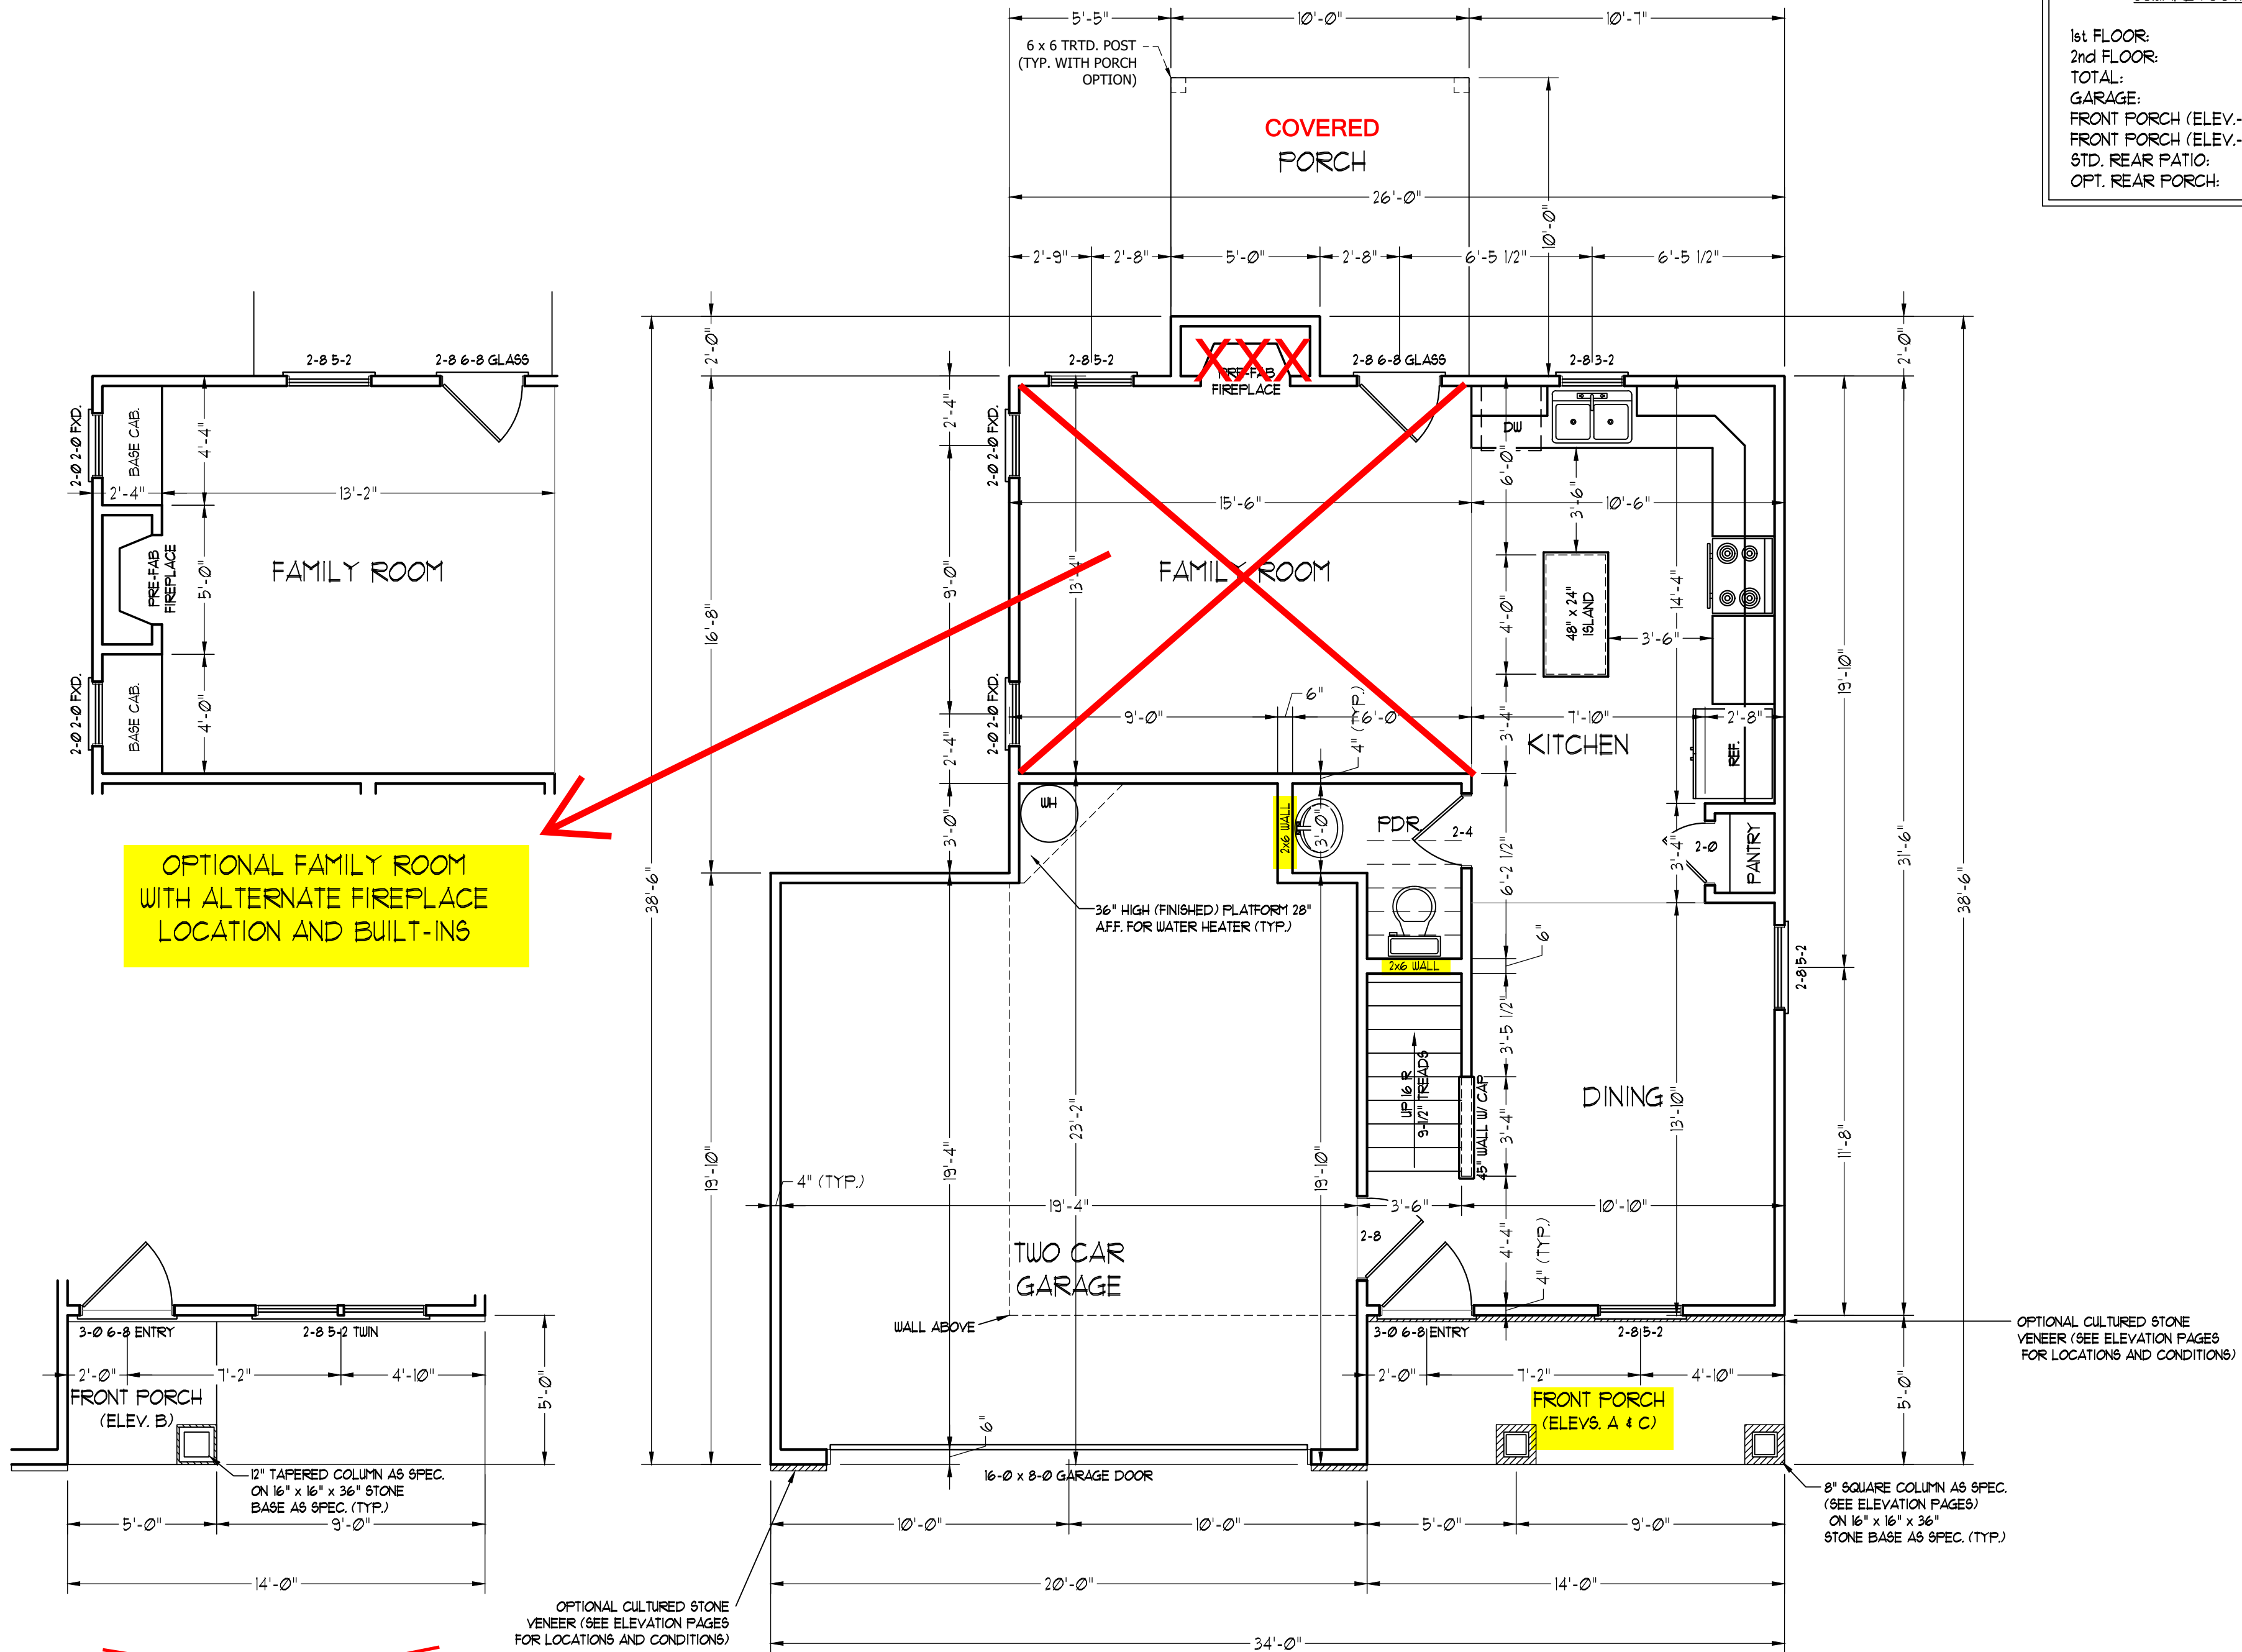 5'-5"
10'-0"
10'-7"
6 x 6 TRTD. POST
(TYP. WITH PORCH
OPTION)
COVERED
PORCH
26'-0"
10'-0"
2'-9"
2'-8"
5'-0"
2'-8"
6'-5 1/2"
6'-5 1/2"
1st FLOOR:
2nd FLOOR:
TOTAL:
GARAGE:
FRONT PORCH (ELEV.-
FRONT PORCH (ELEV.-
STD. REAR PATIO:
OPT. REAR PORCH:
2-8 5-2
2-8 6-8 GLASS
2-0 2-0 FXD.
BASE CAB.
4'-4"
2'-4"
13'-2"
PRE-FAB
FIREPLACE
5'-0"
FAMILY ROOM
2-0 2-0 FXD.
BASE CAB.
4'-0"
OPTIONAL FAMILY ROOM
WITH ALTERNATE FIREPLACE
LOCATION AND BUILT-INS
2'-0"
2-8 5-2
XXX
PRE-FAB
FIREPLACE
2-8 6-8 GLASS
2-8 3-2
2'-0"
2'-4"
2-0 2-0 FXD.
DW
6'-0"
3'-6"
15'-6"
10'-6"
16'-8"
9'-0"
13'-4"
FAMILY ROOM
4'-0"
48" x 24"
ISLAND
3'-6"
14'-4"
19'-10"
2'-4"
2-0 2-0 FXD.
9'-0"
6"
6'-0"
4" (TYP.)
3'-4"
7'-10"
2'-8"
KITCHEN
REF.
38'-6"
3'-0"
WH
2x6 WALL
3'-0"
PDR.
2-4
6'-2 1/2"
3'-4"
2-0
PANTRY
31'-6"
38'-6"
36" HIGH (FINISHED) PLATFORM 28"
A.F.F. FOR WATER HEATER (TYP.)
2x6 WALL
6"
2-8 5-2
3'-5 1/2"
UP 16 R
9-1/2" TREADS
45" WALL W/ CAP
3'-4"
DINING
13'-10"
11'-8"
19'-10"
19'-4"
23'-2"
19'-10"
4" (TYP.)
19'-4"
3'-6"
10'-10"
2-8
4'-4"
4" (TYP.)
TWO CAR
GARAGE
WALL ABOVE
3-0 6-8 ENTRY
2-8 5-2
OPTIONAL CULTURED STONE
VENEER (SEE ELEVATION PAGES
FOR LOCATIONS AND CONDITIONS)
2'-0"
7'-2"
4'-10"
FRONT PORCH
(ELEVS. A & C)
5'-0"
6"
16-0 x 8-0 GARAGE DOOR
8" SQUARE COLUMN AS SPEC.
(SEE ELEVATION PAGES)
ON 16" x 16" x 36"
STONE BASE AS SPEC. (TYP.)
10'-0"
10'-0"
5'-0"
9'-0"
20'-0"
14'-0"
34'-0"
OPTIONAL CULTURED STONE
VENEER (SEE ELEVATION PAGES
FOR LOCATIONS AND CONDITIONS)
3-0 6-8 ENTRY
2-8 5-2 TWIN
2'-0"
7'-2"
4'-10"
FRONT PORCH
(ELEV. B)
5'-0"
12" TAPERED COLUMN AS SPEC.
ON 16" x 16" x 36" STONE
BASE AS SPEC. (TYP.)
5'-0"
9'-0"
14'-0"